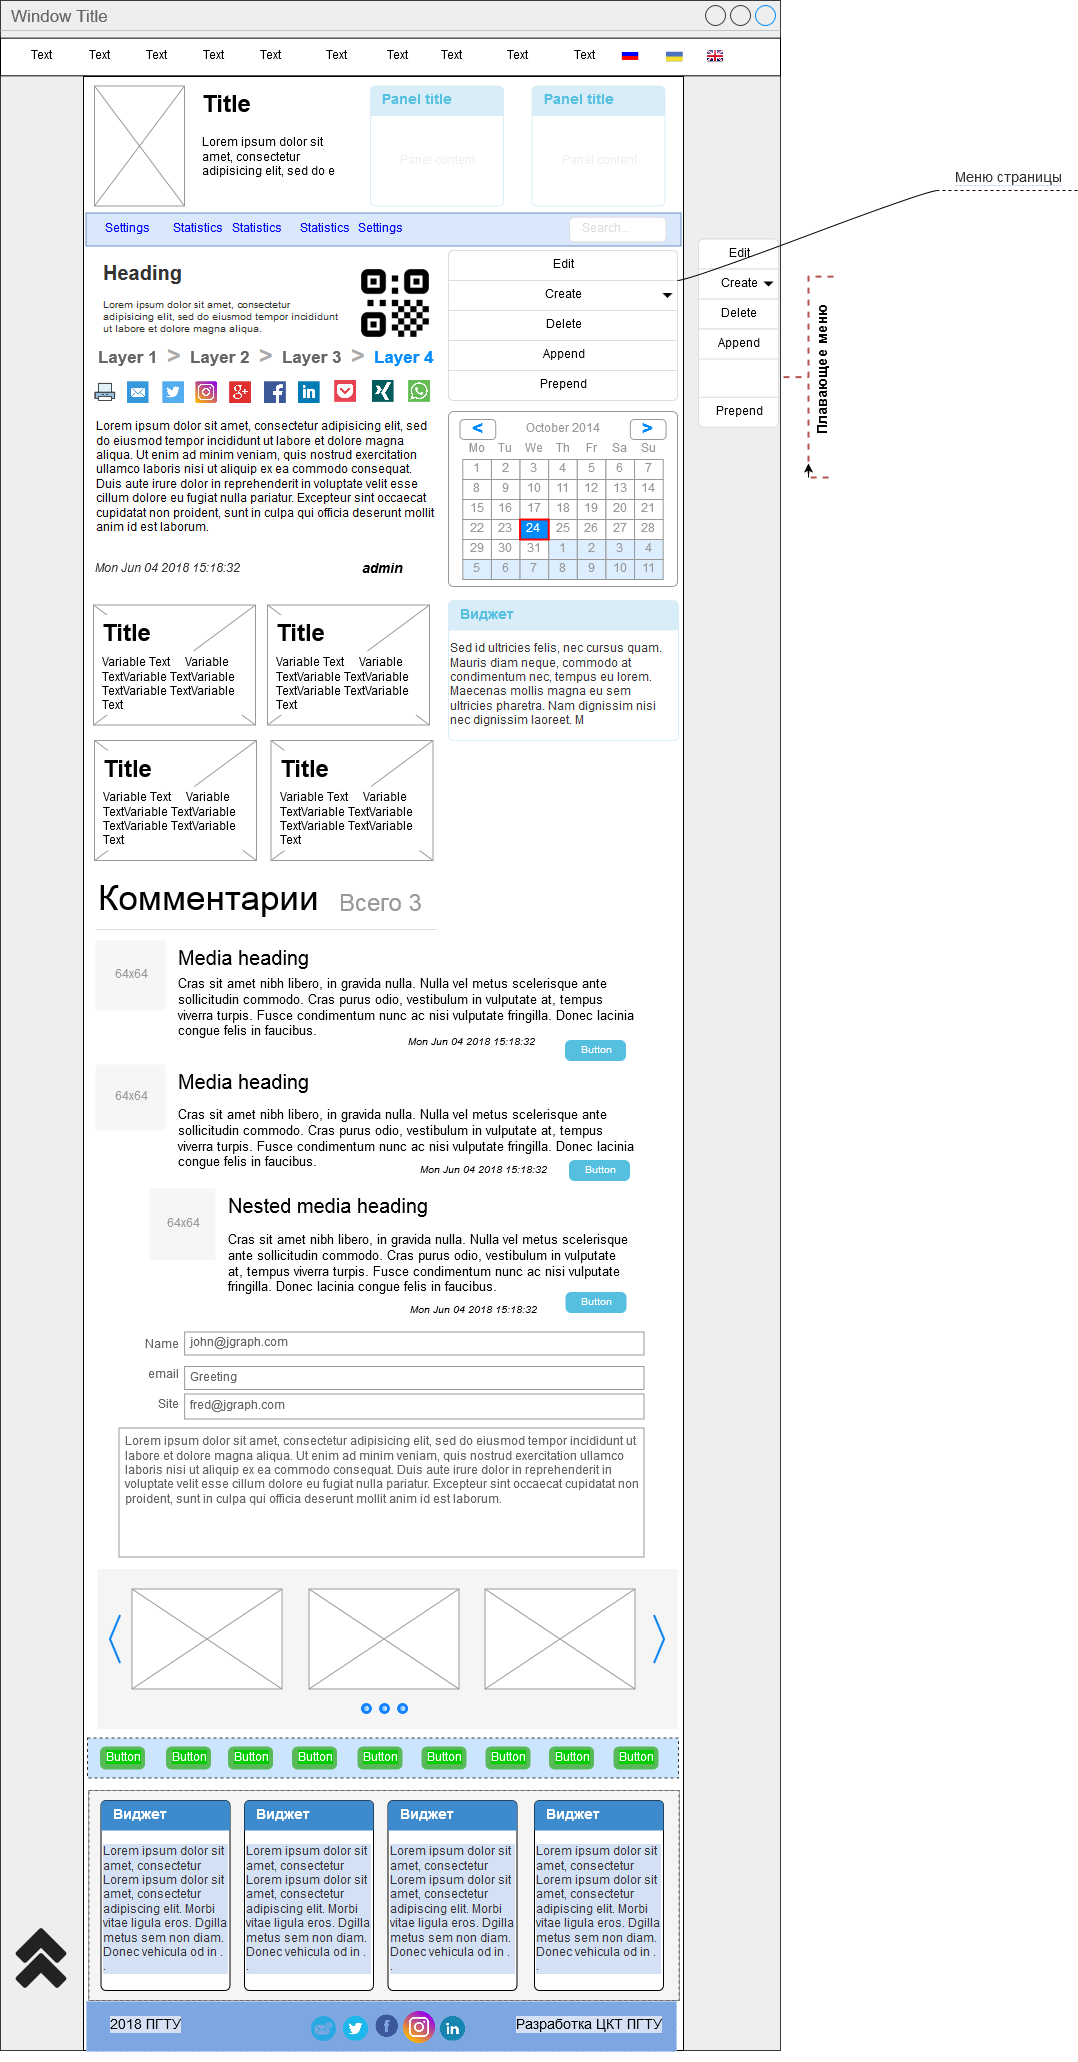 Window Title
Text Text Text Text Text Text Text Text Text Text
Title
Lorem ipsum dolor sit
amet, consectetur
adipisicing elit, sed do e
Panel title
Panel content
Panel title
Panel content
Меню страницы
Settings Statistics Statistics Statistics Settings
Search...
Heading
Lorem ipsum dolor sit amet, consectetur
adipisicing elit, sed do eiusmod tempor incididunt
ut labore et dolore magna aliqua.
Layer 1 > Layer 2 > Layer 3 > Layer 4
Lorem ipsum dolor sit amet, consectetur adipisicing elit, sed
do eiusmod tempor incididunt ut labore et dolore magna
aliqua. Ut enim ad minim veniam, quis nostrud exercitation
ullamco laboris nisi ut aliquip ex ea commodo consequat.
Duis aute irure dolor in reprehenderit in voluptate velit esse
cillum dolore eu fugiat nulla pariatur. Excepteur sint occaecat
cupidatat non proident, sunt in culpa qui officia deserunt mollit
anim id est laborum.
Mon Jun 04 2018 15:18:32
admin
Edit
Create
Delete
Append
Prepend
Edit
Create
Delete
Append
Prepend
Плавающее меню
< October 2014 >
Mo Tu We Th Fr Sa Su
1 2 3 4 5 6 7
8 9 10 11 12 13 14
15 16 17 18 19 20 21
22 23 24 25 26 27 28
29 30 31 1 2 3 4
5 6 7 8 9 10 11
Виджет
Sed id ultricies felis, nec cursus quam.
Mauris diam neque, commodo at
condimentum nec, tempus eu lorem.
Maecenas mollis magna eu sem
ultricies pharetra. Nam dignissim nisi
nec dignissim laoreet. M
Title
Variable Text Variable
TextVariable TextVariable
TextVariable TextVariable
Text
Title
Variable Text Variable
TextVariable TextVariable
TextVariable TextVariable
Text
Title
Variable Text Variable
TextVariable TextVariable
TextVariable TextVariable
Text
Title
Variable Text Variable
TextVariable TextVariable
TextVariable TextVariable
Text
Комментарии Всего 3
64x64
Media heading
Cras sit amet nibh libero, in gravida nulla. Nulla vel metus scelerisque ante
sollicitudin commodo. Cras purus odio, vestibulum in vulputate at, tempus
viverra turpis. Fusce condimentum nunc ac nisi vulputate fringilla. Donec lacinia
congue felis in faucibus.
Mon Jun 04 2018 15:18:32
Button
64x64
Media heading
Cras sit amet nibh libero, in gravida nulla. Nulla vel metus scelerisque ante
sollicitudin commodo. Cras purus odio, vestibulum in vulputate at, tempus
viverra turpis. Fusce condimentum nunc ac nisi vulputate fringilla. Donec lacinia
congue felis in faucibus.
Mon Jun 04 2018 15:18:32
Button
64x64
Nested media heading
Cras sit amet nibh libero, in gravida nulla. Nulla vel metus scelerisque
ante sollicitudin commodo. Cras purus odio, vestibulum in vulputate
at, tempus viverra turpis. Fusce condimentum nunc ac nisi vulputate
fringilla. Donec lacinia congue felis in faucibus.
Mon Jun 04 2018 15:18:32
Button
Name john@jgraph.com
email Greeting
Site fred@jgraph.com
Lorem ipsum dolor sit amet, consectetur adipisicing elit, sed do eiusmod tempor incididunt ut
labore et dolore magna aliqua. Ut enim ad minim veniam, quis nostrud exercitation ullamco
laboris nisi ut aliquip ex ea commodo consequat. Duis aute irure dolor in reprehenderit in
voluptate velit esse cillum dolore eu fugiat nulla pariatur. Excepteur sint occaecat cupidatat non
proident, sunt in culpa qui officia deserunt mollit anim id est laborum.
Button Button Button Button Button Button Button Button Button
Виджет
Lorem ipsum dolor sit
amet, consectetur
Lorem ipsum dolor sit
amet, consectetur
adipiscing elit. Morbi
vitae ligula eros. Dgilla
metus sem non diam.
Donec vehicula od in .
.
Виджет
Lorem ipsum dolor sit
amet, consectetur
Lorem ipsum dolor sit
amet, consectetur
adipiscing elit. Morbi
vitae ligula eros. Dgilla
metus sem non diam.
Donec vehicula od in .
.
Виджет
Lorem ipsum dolor sit
amet, consectetur
Lorem ipsum dolor sit
amet, consectetur
adipiscing elit. Morbi
vitae ligula eros. Dgilla
metus sem non diam.
Donec vehicula od in .
.
Виджет
Lorem ipsum dolor sit
amet, consectetur
Lorem ipsum dolor sit
amet, consectetur
adipiscing elit. Morbi
vitae ligula eros. Dgilla
metus sem non diam.
Donec vehicula od in .
.
2018 ПГТУ
Разработка ЦКТ ПГТУ